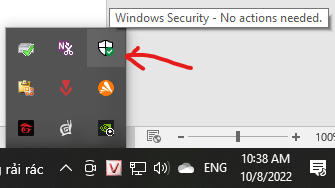 Windows Security - No actions needed.
100%
g rải rác
ENG
10:38 AM
10/8/2022